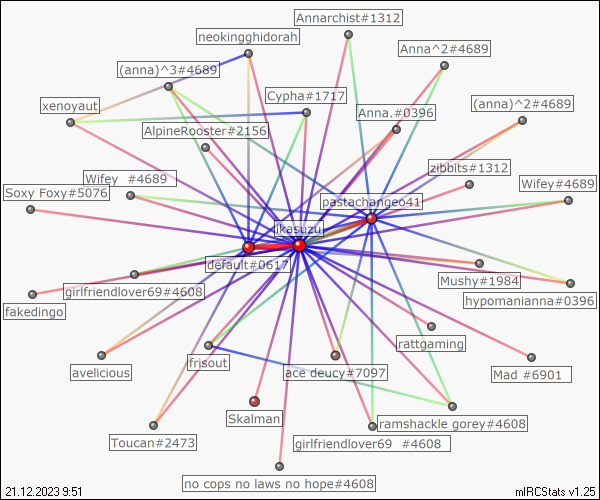 Annarchist#1312
neokingghidorah
Anna^2#4689
(anna)^3#4689
Cypha#1717
xenoyaut
(anna)^2#4689
Anna.#0396
AlpineRooster#2156
zibbits#1312
Wifey #4689
Wifey#4689
Soxy Foxy#5076
pastachangeo41
ikasuzu
default#0617
Mushy#1984
girlfriendlover69#4608
hypomanianna#0396
fakedingo
rattgaming
frisout
avelicious
ace deucy#7097
Mad #6901
Skalman
ramshackle gorey#4608
Toucan#2473
girlfriendlover69 #4608
no cops no laws no hope#4608
21.12.2023 9:51
mIRCStats v1.25